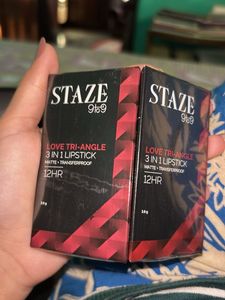 STAZE
9to9
LOVE TRI-ANGLE
3 IN 1 LIPSTICK
MATTE • TRANSFERPROOF
12HR
STAZE
9to9
LOVE TRI-ANGLE
3 IN 1 LIPSTICK
MATTE • TRANSFERPROOF
12HR